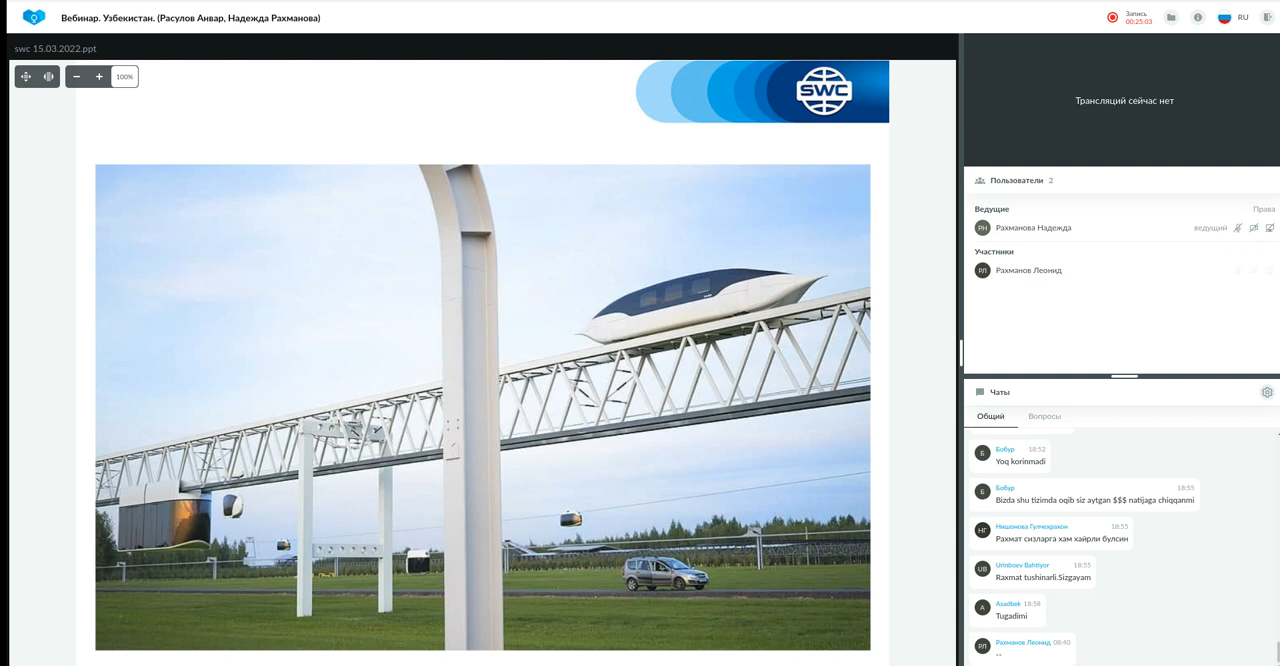 Вебинар. Узбекистан. (Расулов Анвар, Надежда Рахманова)
Запись
00:25:03
RU
swc 15.03.2022.ppt
100%
SWC
Трансляций сейчас нет
Пользователи 2
Ведущие Права
РН Рахманова Надежда ведущий
Участники
РЛ Рахманов Леонид
Чаты
Общий Вопросы
Б Бобур 18:52
Yoq korinmadi
Б Бобур 18:55
Bizda shu tizimda oqib siz aytgan $$$ natijaga chiqqanmi
НГ Нишонова Гулчехрахон 18:55
Рахмат сизларга хам хайрли булсин
UB Urinboev Bahtiyor 18:55
Raxmat tushinarli.Sizgayam
A Asadbek 18:58
Tugadimi
РЛ Рахманов Леонид 08:40
--